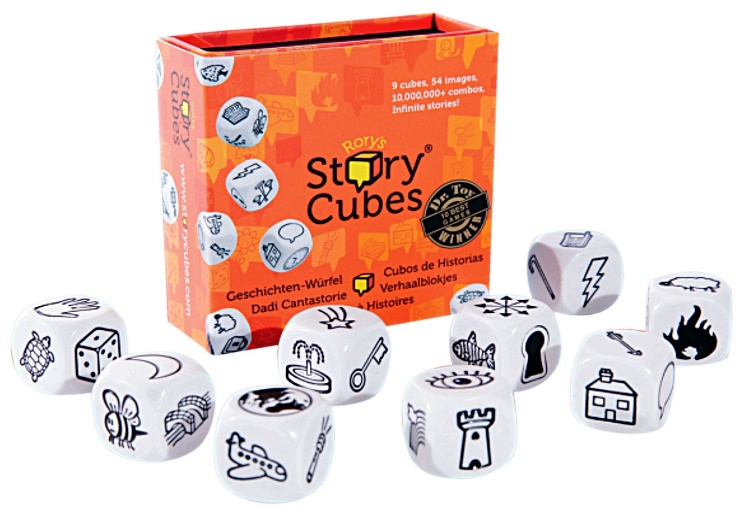 9 cubes, 54 images,
10,000,000+ combos,
Infinite stories!
Rory's
Story®
Cubes
Dr. Toy
10 BEST
GAMES
WINNER
Geschichten-Würfel
Cubos de Historias
Dadi Cantastorie
Verhaalblokjes
Histoires
Story
Cubes
www.storycubes.com